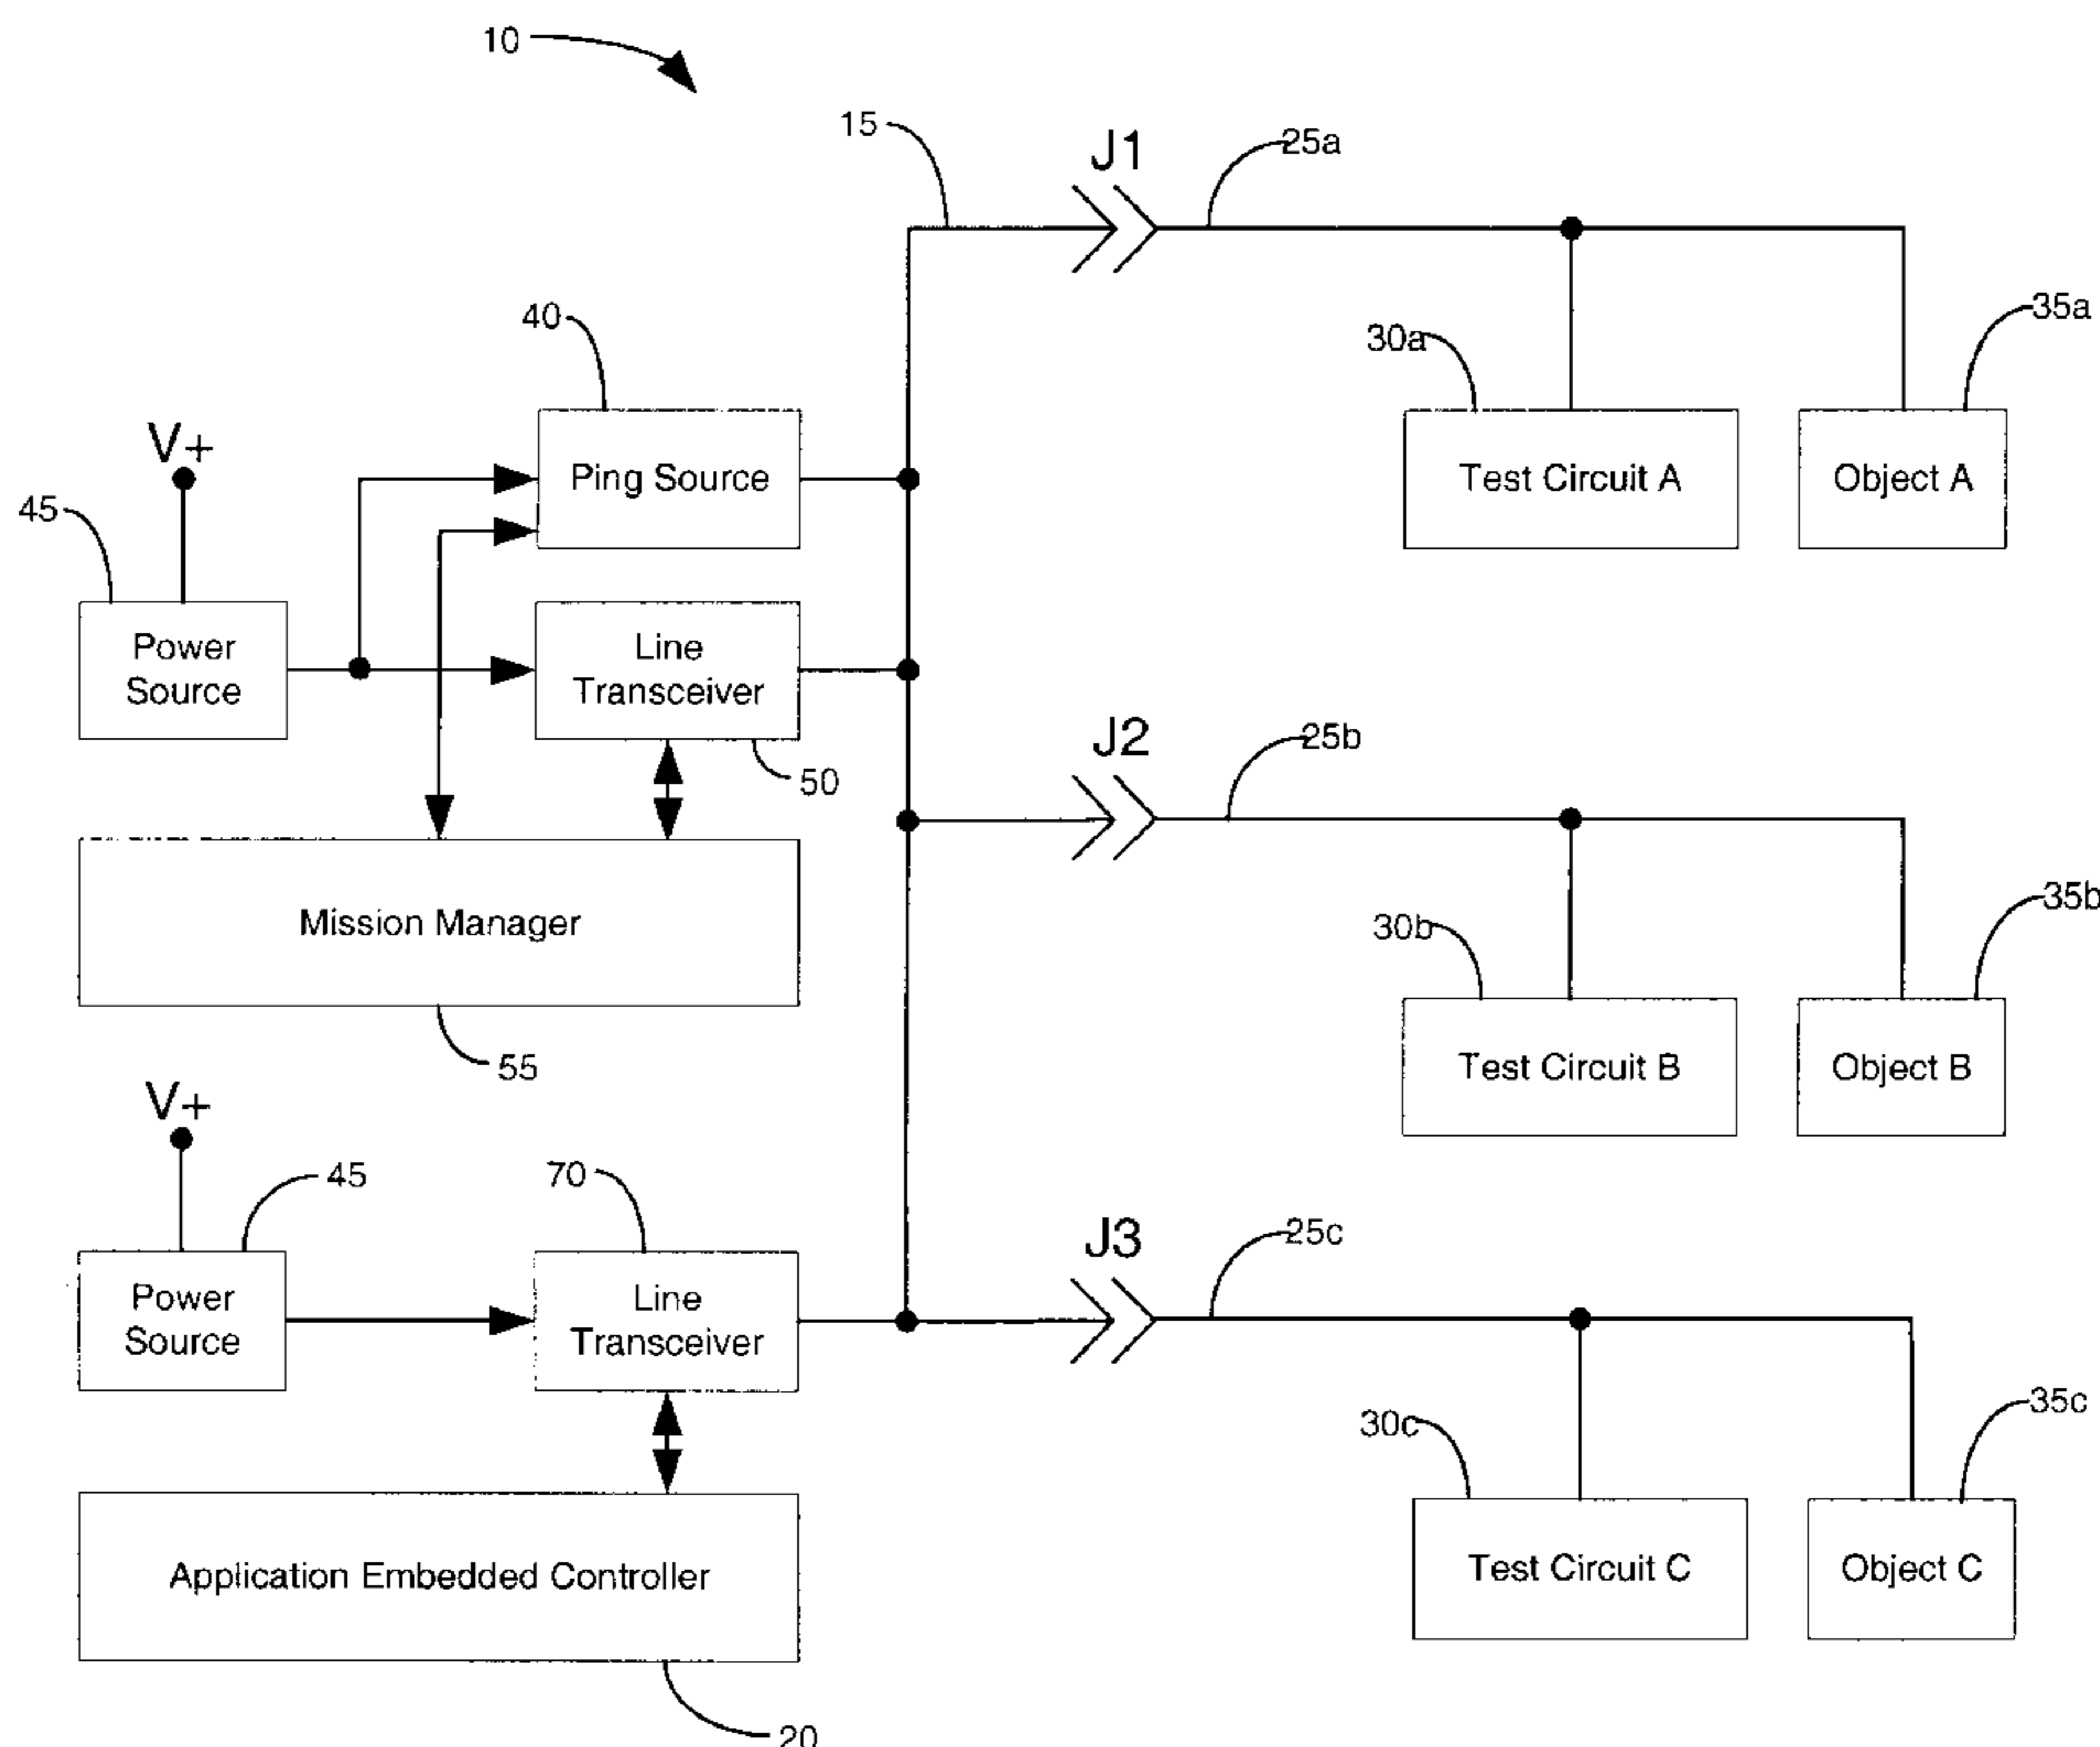 10
15
J1
25a
40
30a
35a
V+
45
Ping Source
Test Circuit A
Object A
Power
Source
Line
Transceiver
50
J2
25b
Mission Manager
30b
35b
55
Test Circuit B
Object B
V+
45
70
J3
25c
Power
Source
Line
Transceiver
30c
35c
Application Embedded Controller
Test Circuit C
Object C
20